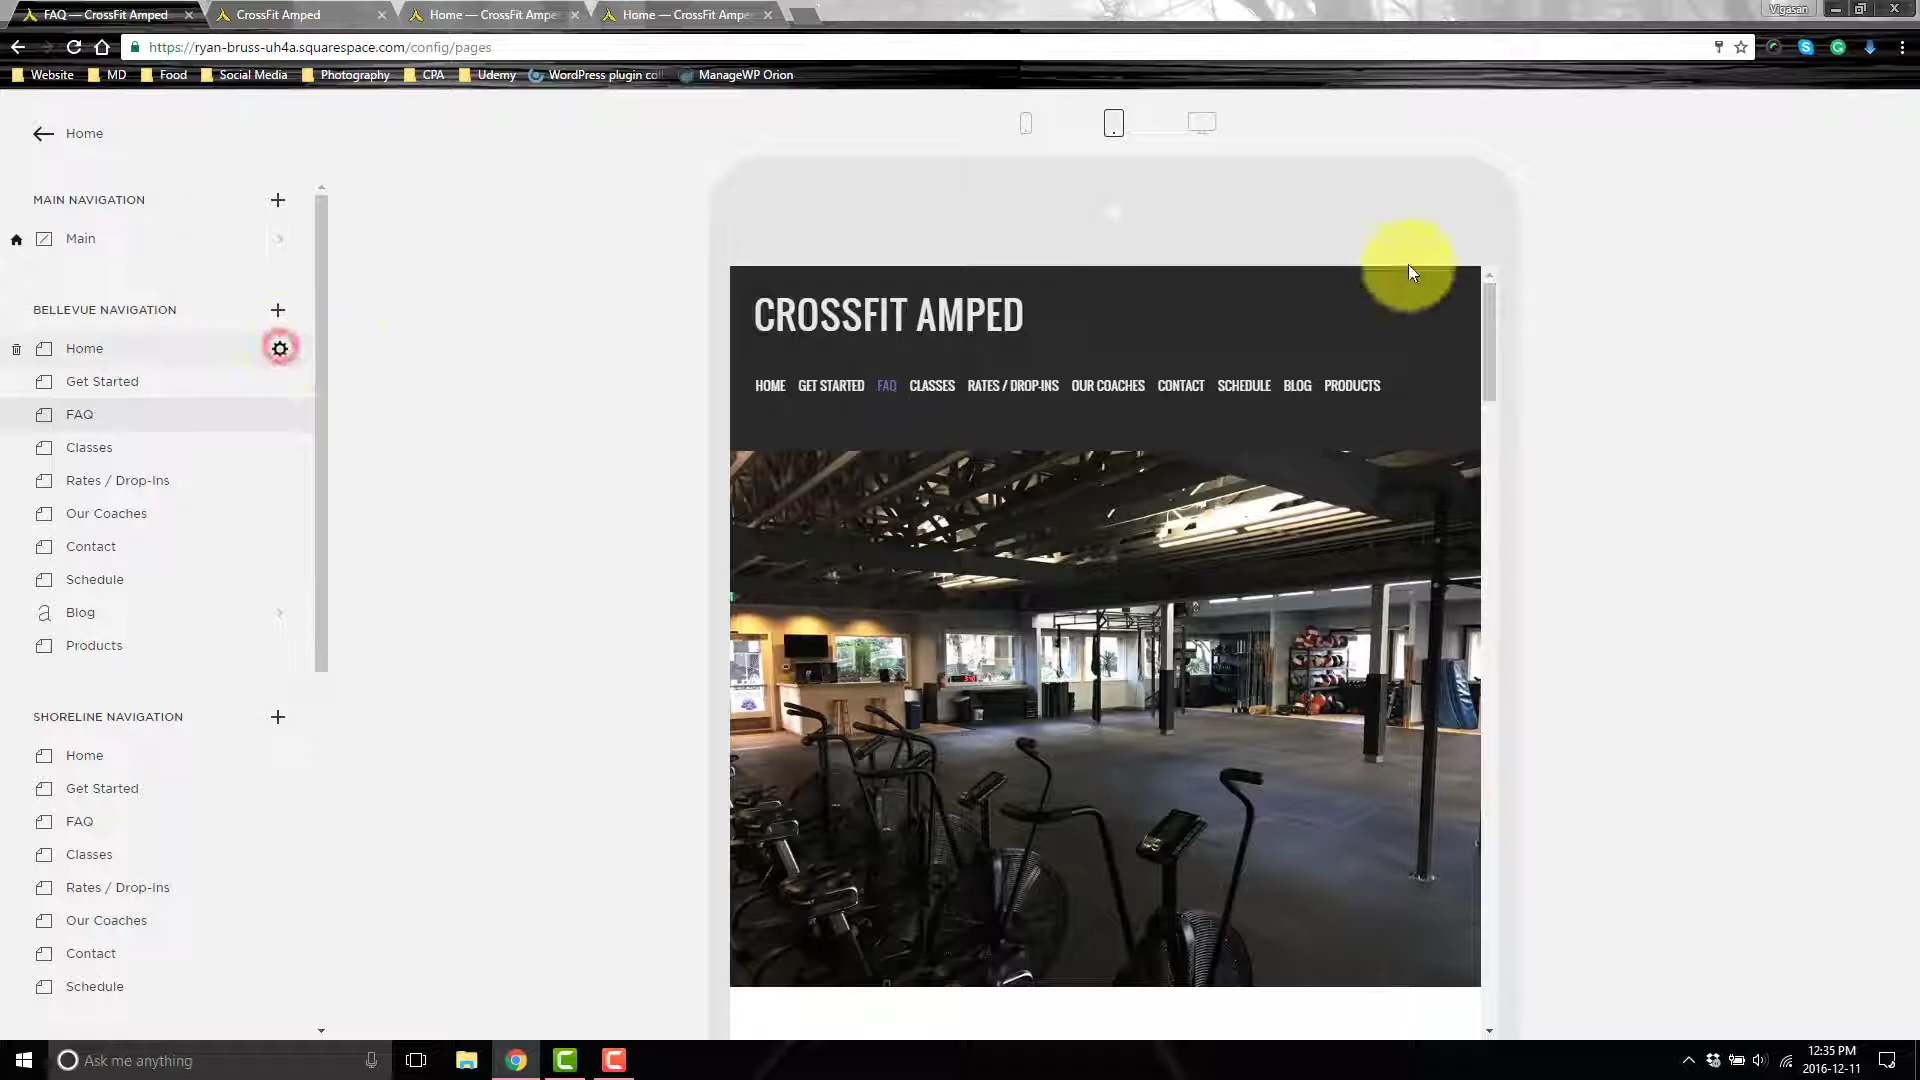 FAQ — CrossFit Amped
CrossFit Amped
Home — CrossFit Ampe
Home — CrossFit Ampe
Vigasan
https://ryan-bruss-uh4a.squarespace.com/config/pages
Website
MD
Food
Social Media
Photography
CPA
Udemy
WordPress plugin co
ManageWP Orion
Home
MAIN NAVIGATION
Main
BELLEVUE NAVIGATION
Home
Get Started
FAQ
Classes
Rates / Drop-Ins
Our Coaches
Contact
Schedule
Blog
Products
SHORELINE NAVIGATION
Home
Get Started
FAQ
Classes
Rates / Drop-Ins
Our Coaches
Contact
Schedule
CROSSFIT AMPED
HOME GET STARTED FAQ CLASSES RATES / DROP-INS OUR COACHES CONTACT SCHEDULE BLOG PRODUCTS
Ask me anything
12:35 PM
2016-12-11